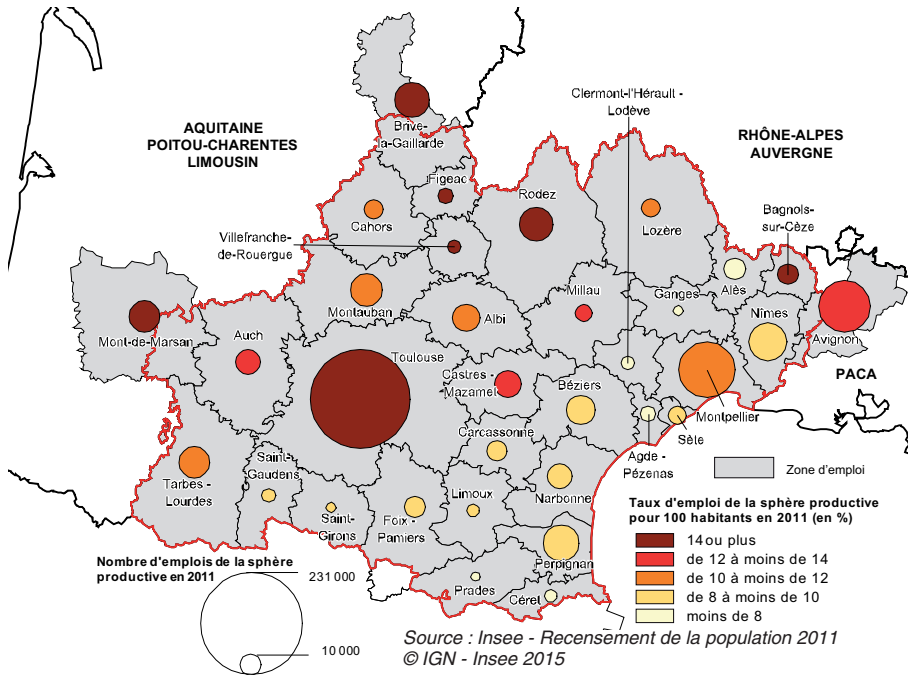 Clermont-l'Hérault -
Lodève
AQUITAINE
POITOU-CHARENTES
LIMOUSIN
RHÔNE-ALPES
AUVERGNE
Brive-
la-Gaillarde
Figeac
Rodez
Cahors
Lozère
Bagnols-
sur-Cèze
Villefranche-
de-Rouergue
Alès
Montauban
Albi
Millau
Ganges
Nîmes
Mont-de-Marsan
Auch
Avignon
Toulouse
Castres -
Mazamet
Béziers
PACA
Montpellier
Sète
Carcassonne
Agde -
Pézenas
Tarbes -
Lourdes
Saint-
Gaudens
Saint-
Girons
Foix -
Pamiers
Limoux
Narbonne
Zone d'emploi
Perpignan
Prades
Céret
Taux d'emploi de la sphère productive
pour 100 habitants en 2011 (en %)
14 ou plus
de 12 à moins de 14
de 10 à moins de 12
de 8 à moins de 10
moins de 8
Nombre d'emplois de la sphère
productive en 2011
231 000
10 000
Source : Insee - Recensement de la population 2011
© IGN - Insee 2015